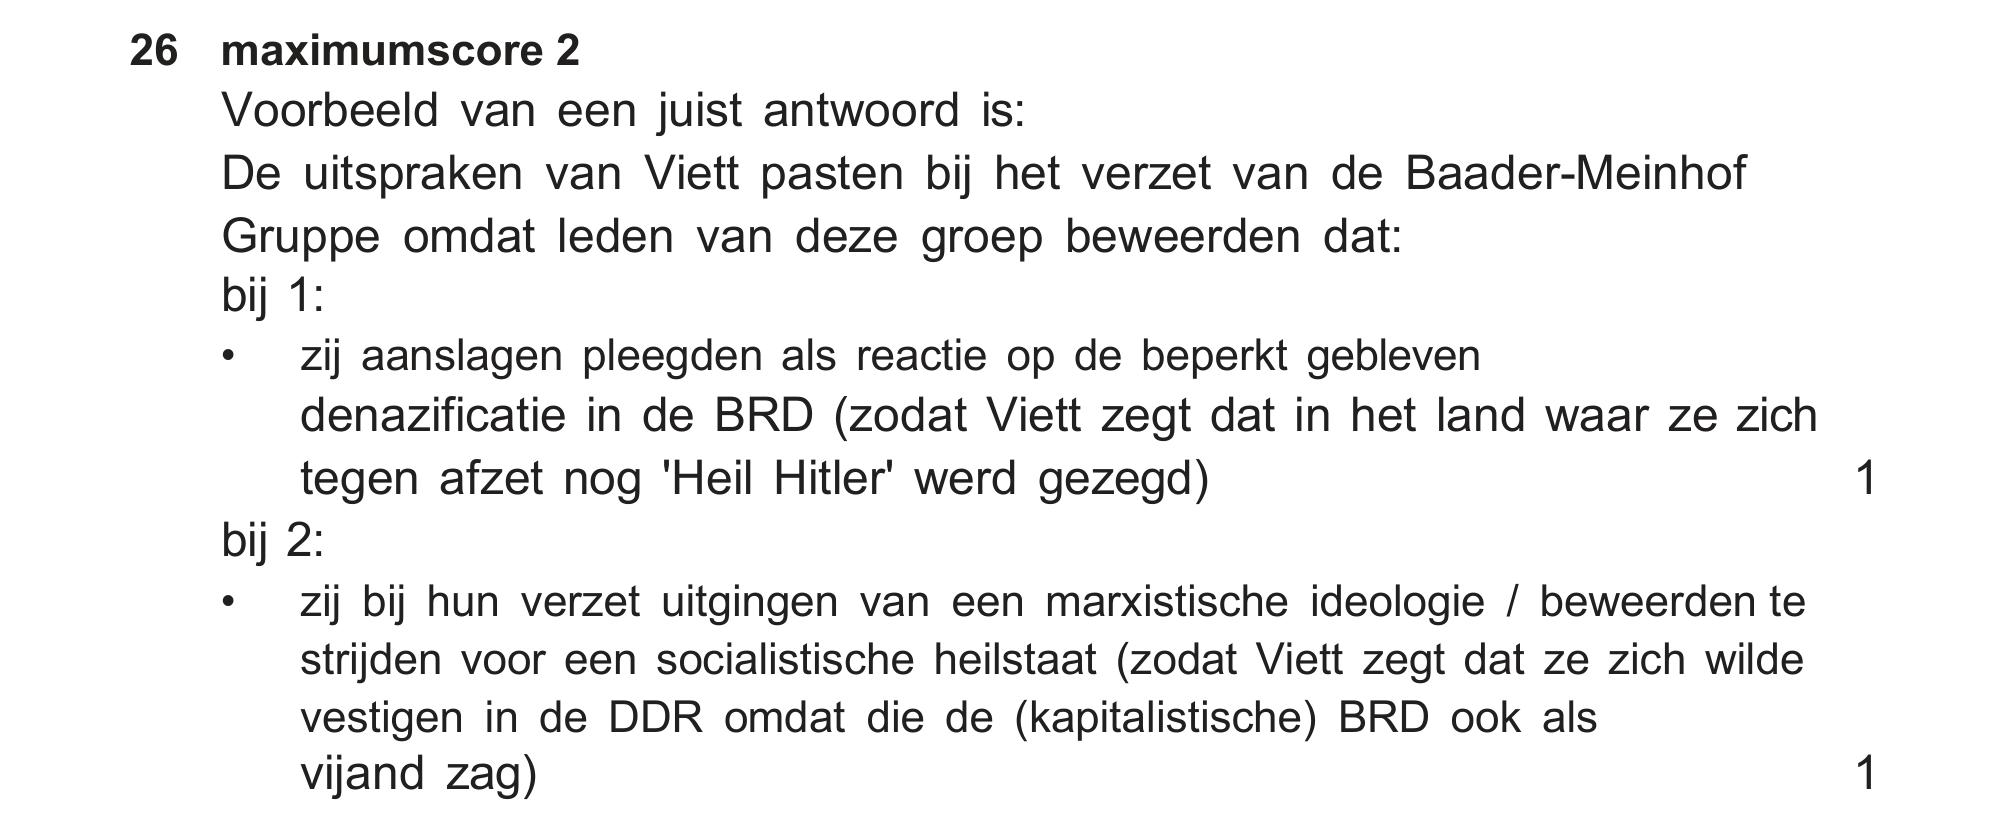 26 maximumscore 2
Voorbeeld van een juist antwoord is:
De uitspraken van Viett pasten bij het verzet van de Baader-Meinhof
Gruppe omdat leden van deze groep beweerden dat:
bij 1:
• zij aanslagen pleegden als reactie op de beperkt gebleven
denazificatie in de BRD (zodat Viett zegt dat in het land waar ze zich
tegen afzet nog 'Heil Hitler' werd gezegd) 1
bij 2:
• zij bij hun verzet uitgingen van een marxistische ideologie / beweerden te
strijden voor een socialistische heilstaat (zodat Viett zegt dat ze zich wilde
vestigen in de DDR omdat die de (kapitalistische) BRD ook als
vijand zag) 1